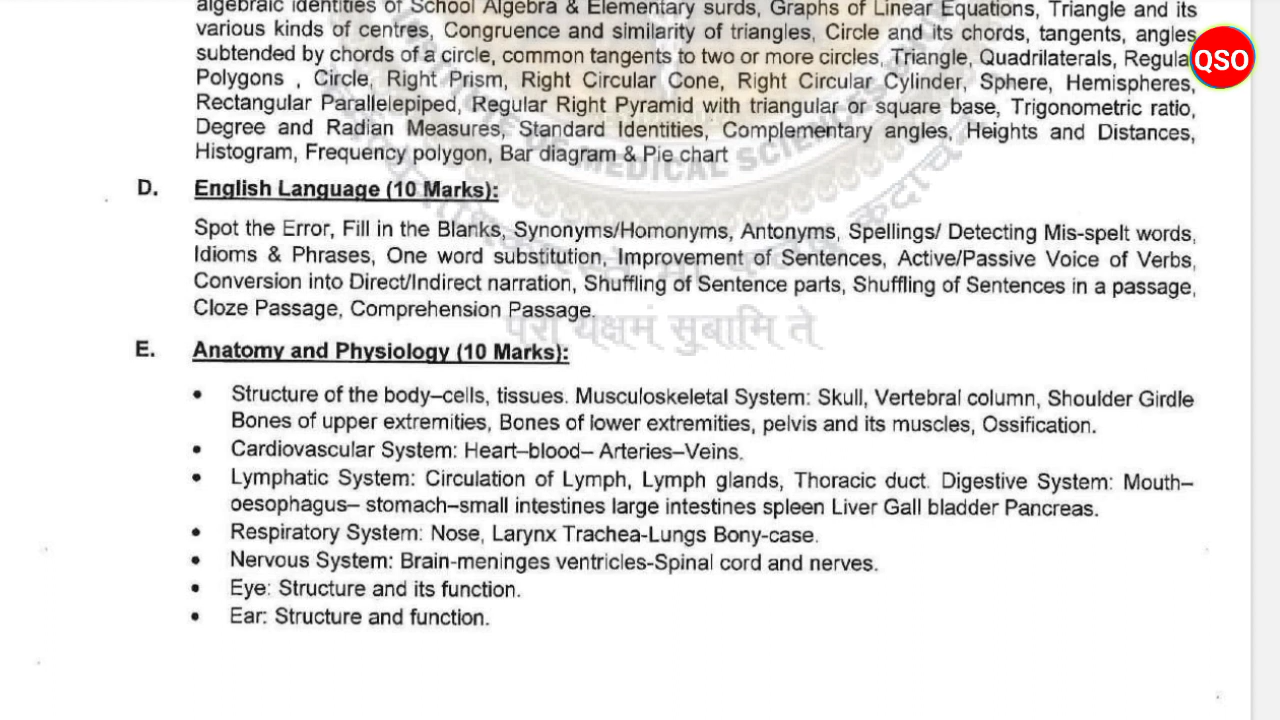 algebraic identities of School Algebra & Elementary surds, Graphs of Linear Equations, Triangle and its
various kinds of centres, Congruence and similarity of triangles, Circle and its chords, tangents, angles
subtended by chords of a circle, common tangents to two or more circles, Triangle, Quadrilaterals, Regula
QSO
Polygons , Circle, Right Prism, Right Circular Cone, Right Circular Cylinder, Sphere, Hemispheres,
Rectangular Parallelepiped, Regular Right Pyramid with triangular or square base, Trigonometric ratio,
Degree and Radian Measures, Standard Identities, Complementary angles, Heights and Distances,
Histogram, Frequency polygon, Bar diagram & Pie chart
OF MEDICAL SCIENCES
D. English Language (10 Marks):
Spot the Error, Fill in the Blanks, Synonyms/Homonyms, Antonyms, Spellings/ Detecting Mis-spelt words,
Idioms & Phrases, One word substitution, Improvement of Sentences, Active/Passive Voice of Verbs,
Conversion into Direct/Indirect narration, Shuffling of Sentence parts, Shuffling of Sentences in a passage,
Cloze Passage, Comprehension Passage.
E. Anatomy and Physiology (10 Marks):
• Structure of the body–cells, tissues. Musculoskeletal System: Skull, Vertebral column, Shoulder Girdle
Bones of upper extremities, Bones of lower extremities, pelvis and its muscles, Ossification.
• Cardiovascular System: Heart–blood– Arteries–Veins.
• Lymphatic System: Circulation of Lymph, Lymph glands, Thoracic duct. Digestive System: Mouth–
oesophagus– stomach–small intestines large intestines spleen Liver Gall bladder Pancreas.
• Respiratory System: Nose, Larynx Trachea-Lungs Bony-case.
• Nervous System: Brain-meninges ventricles-Spinal cord and nerves.
• Eye: Structure and its function.
• Ear: Structure and function.